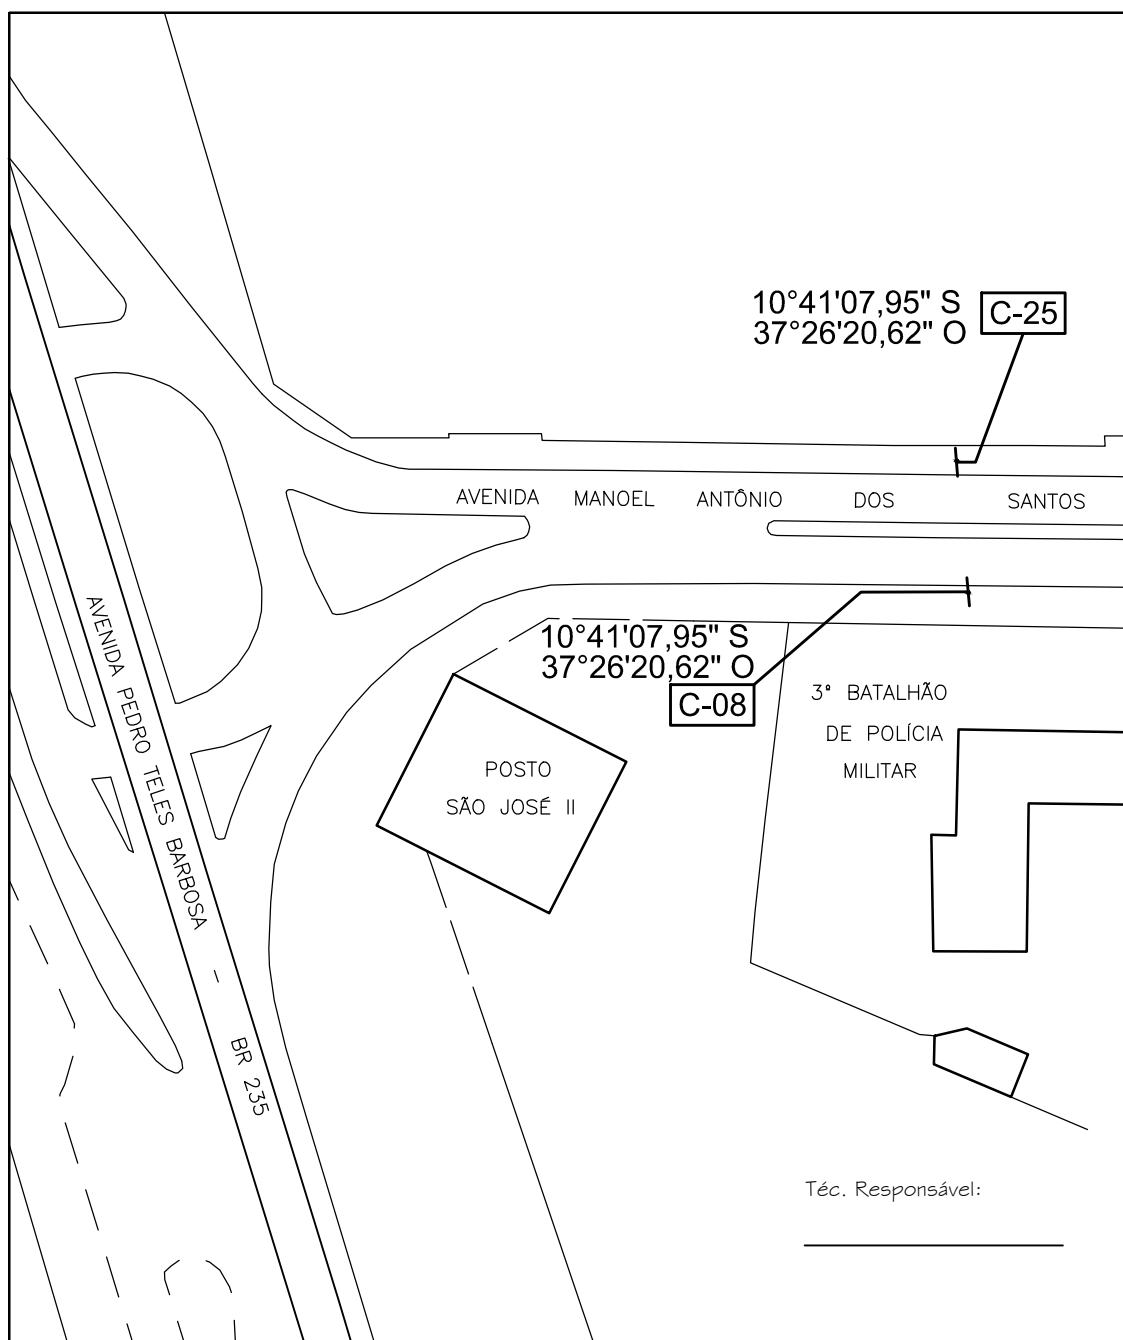 10°41'07,95" S
37°26'20,62" O
C-25
AVENIDA MANOEL ANTÔNIO DOS SANTOS
AVENIDA PEDRO TELES BARBOSA - BR 235
10°41'07,95" S
37°26'20,62" O
C-08
3° BATALHÃO
DE POLÍCIA
MILITAR
POSTO
SÃO JOSÉ II
Téc. Responsável: